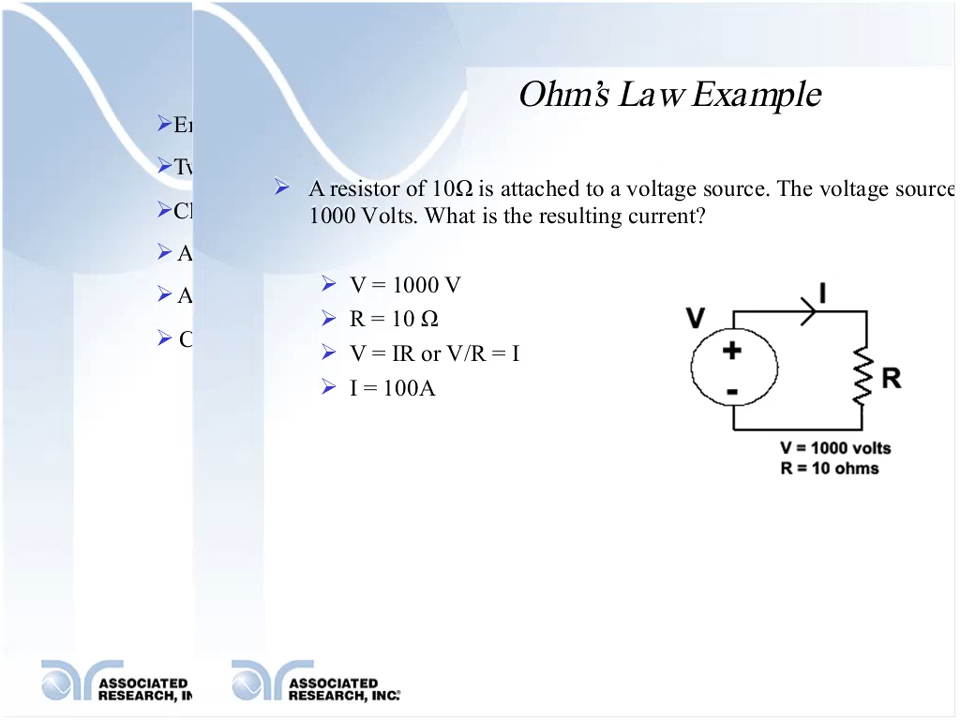 Ohm's Law Example
A resistor of 10Ω is attached to a voltage source. The voltage source
1000 Volts. What is the resulting current?
V = 1000 V
R = 10 Ω
V = IR or V/R = I
I = 100A
V
I
+
-
R
V = 1000 volts
R = 10 ohms
A
A
ASSOCIATED
RESEARCH,
ASSOCIATED
RESEARCH, INC.